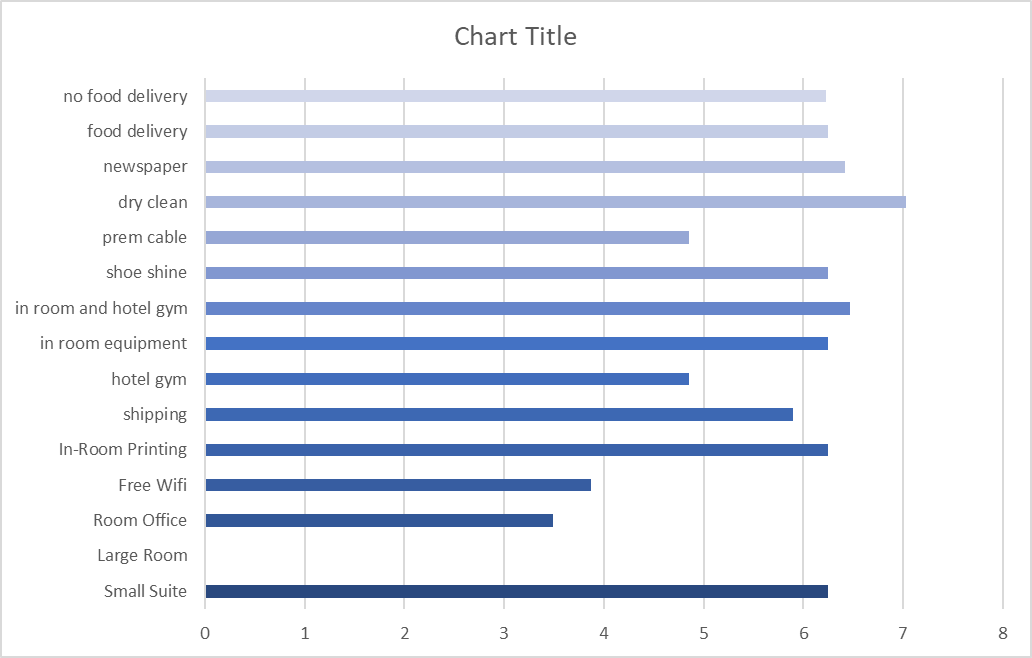 Chart Title
no food delivery
food delivery
newspaper
dry clean
prem cable
shoe shine
in room and hotel gym
in room equipment
hotel gym
shipping
In-Room Printing
Free Wifi
Room Office
Large Room
Small Suite
0 1 2 3 4 5 6 7 8